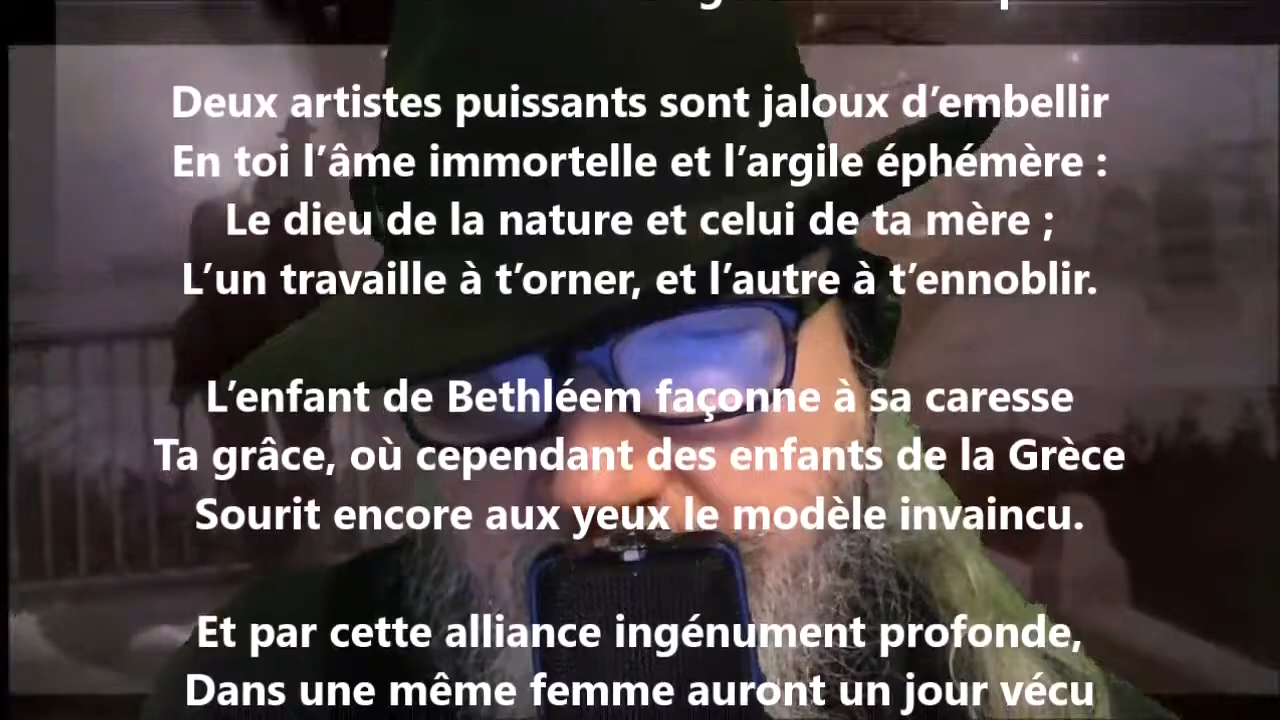 Deux artistes puissants sont jaloux d’embellir
En toi l’âme immortelle et l’argile éphémère :
Le dieu de la nature et celui de ta mère ;
L’un travaille à t’orner, et l’autre à t’ennoblir.
L’enfant de Bethléem façonne à sa caresse
Ta grâce, où cependant des enfants de la Grèce
Sourit encore aux yeux le modèle invaincu.
Et par cette alliance ingénument profonde,
Dans une même femme auront un jour vécu